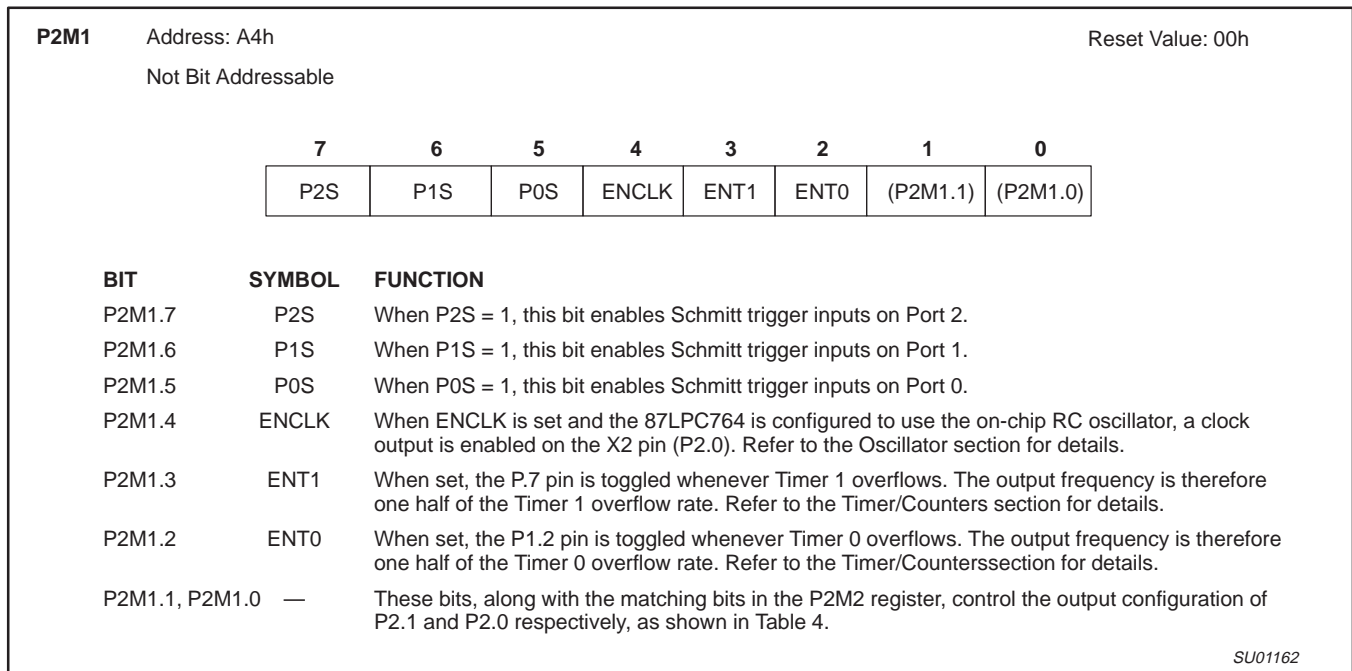 P2M1 Address: A4h Reset Value: 00h
Not Bit Addressable
7 6 5 4 3 2 1 0
P2S P1S P0S ENCLK ENT1 ENT0 (P2M1.1) (P2M1.0)
BIT SYMBOL FUNCTION
P2M1.7 P2S When P2S = 1, this bit enables Schmitt trigger inputs on Port 2.
P2M1.6 P1S When P1S = 1, this bit enables Schmitt trigger inputs on Port 1.
P2M1.5 P0S When P0S = 1, this bit enables Schmitt trigger inputs on Port 0.
P2M1.4 ENCLK When ENCLK is set and the 87LPC764 is configured to use the on-chip RC oscillator, a clock
output is enabled on the X2 pin (P2.0). Refer to the Oscillator section for details.
P2M1.3 ENT1 When set, the P.7 pin is toggled whenever Timer 1 overflows. The output frequency is therefore
one half of the Timer 1 overflow rate. Refer to the Timer/Counters section for details.
P2M1.2 ENT0 When set, the P1.2 pin is toggled whenever Timer 0 overflows. The output frequency is therefore
one half of the Timer 0 overflow rate. Refer to the Timer/Counterssection for details.
P2M1.1, P2M1.0 — These bits, along with the matching bits in the P2M2 register, control the output configuration of
P2.1 and P2.0 respectively, as shown in Table 4.
SU01162